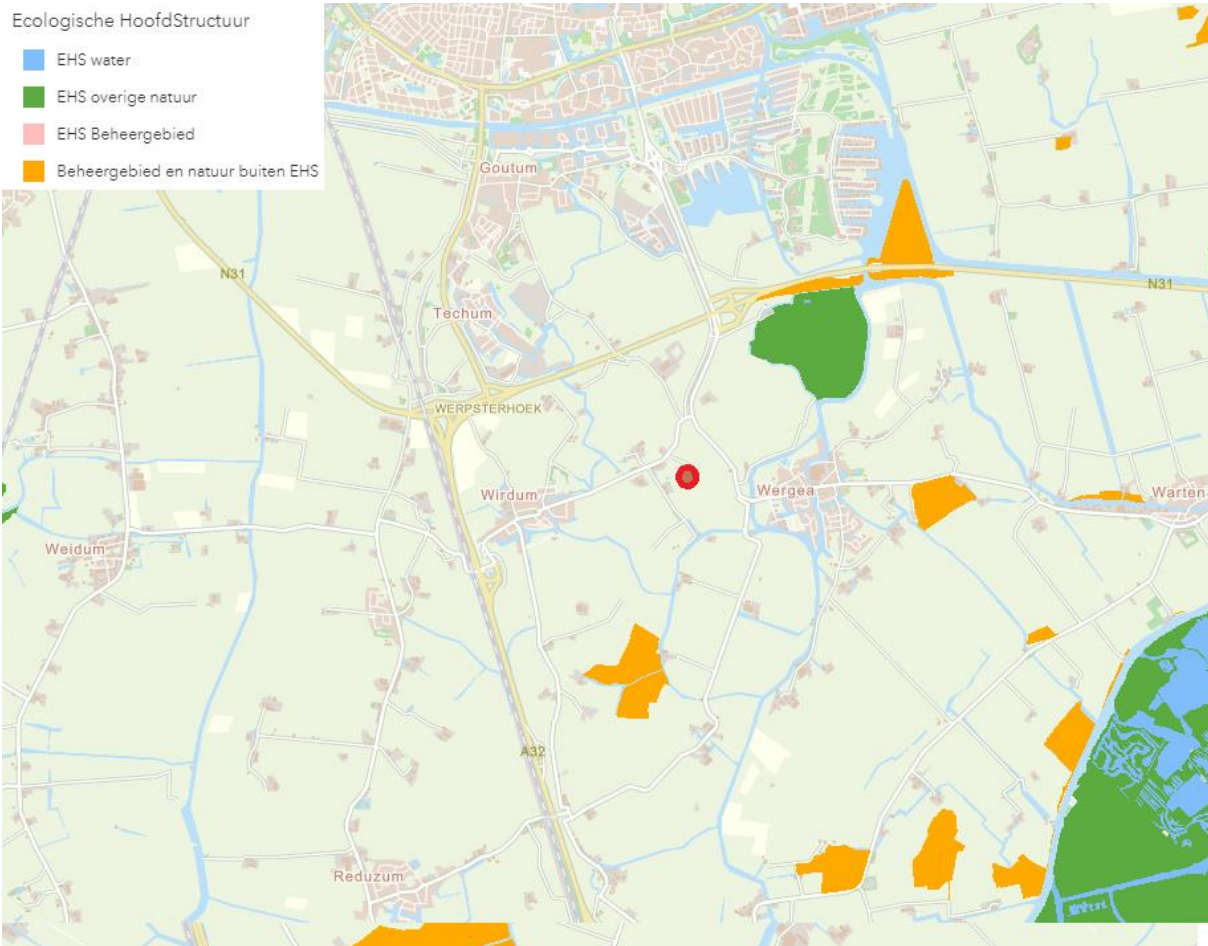 Ecologische HoofdStructuur
EHS water
EHS overige natuur
EHS Beheergebied
Beheergebied en natuur buiten EHS
Goutum
N31
N31
Techum
WERPSTERHOEK
Wirdum
Wergea
Warten
Weidum
A32
Reduzum